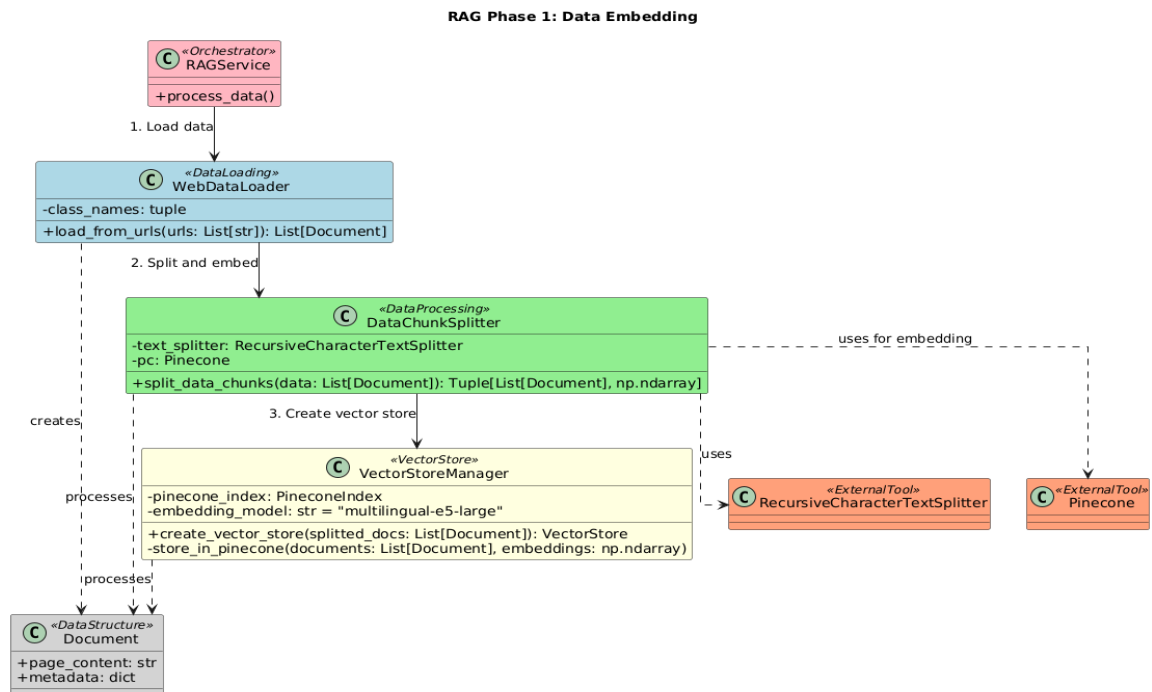 RAG Phase 1: Data Embedding
C «Orchestrator»
RAGService
+process_data()
1. Load data
C «DataLoading»
WebDataLoader
-class_names: tuple
+load_from_urls(urls: List[str]): List[Document]
2. Split and embed
C «DataProcessing»
DataChunkSplitter
-text_splitter: RecursiveCharacterTextSplitter
-pc: Pinecone
+split_data_chunks(data: List[Document]): Tuple[List[Document], np.ndarray]
uses for embedding
3. Create vector store
creates
C «VectorStore»
VectorStoreManager
-pinecone_index: PineconeIndex
-embedding_model: str = "multilingual-e5-large"
+create_vector_store(splitted_docs: List[Document]): VectorStore
-store_in_pinecone(documents: List[Document], embeddings: np.ndarray)
uses
processes
C «ExternalTool»
RecursiveCharacterTextSplitter
C «ExternalTool»
Pinecone
processes
C «DataStructure»
Document
+page_content: str
+metadata: dict